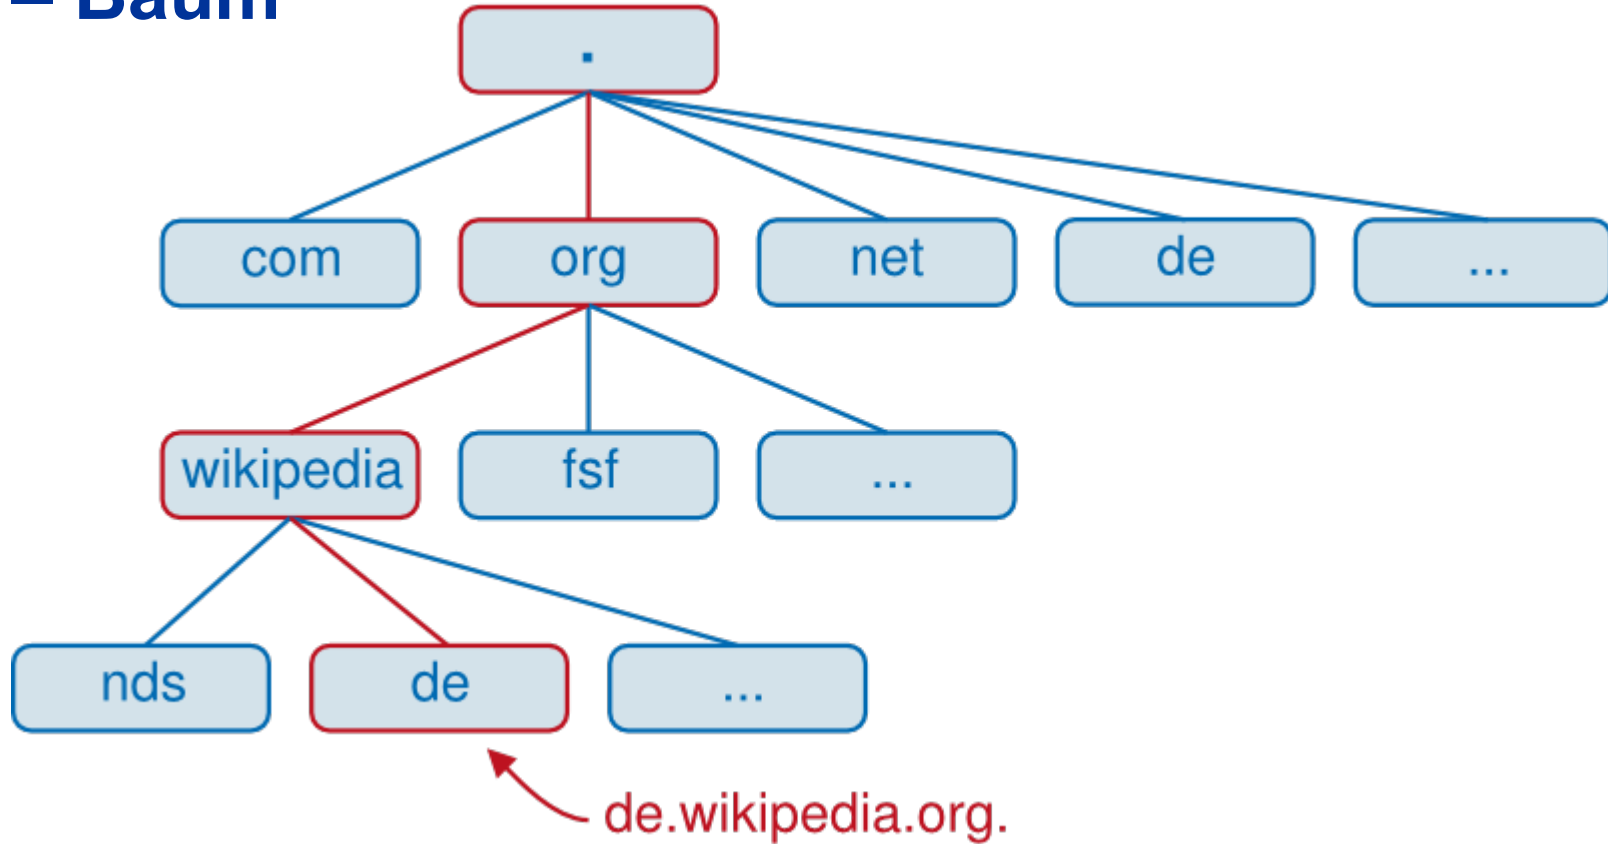 – Baum
.
com org net de ...
wikipedia fsf ...
nds de ...
de.wikipedia.org.